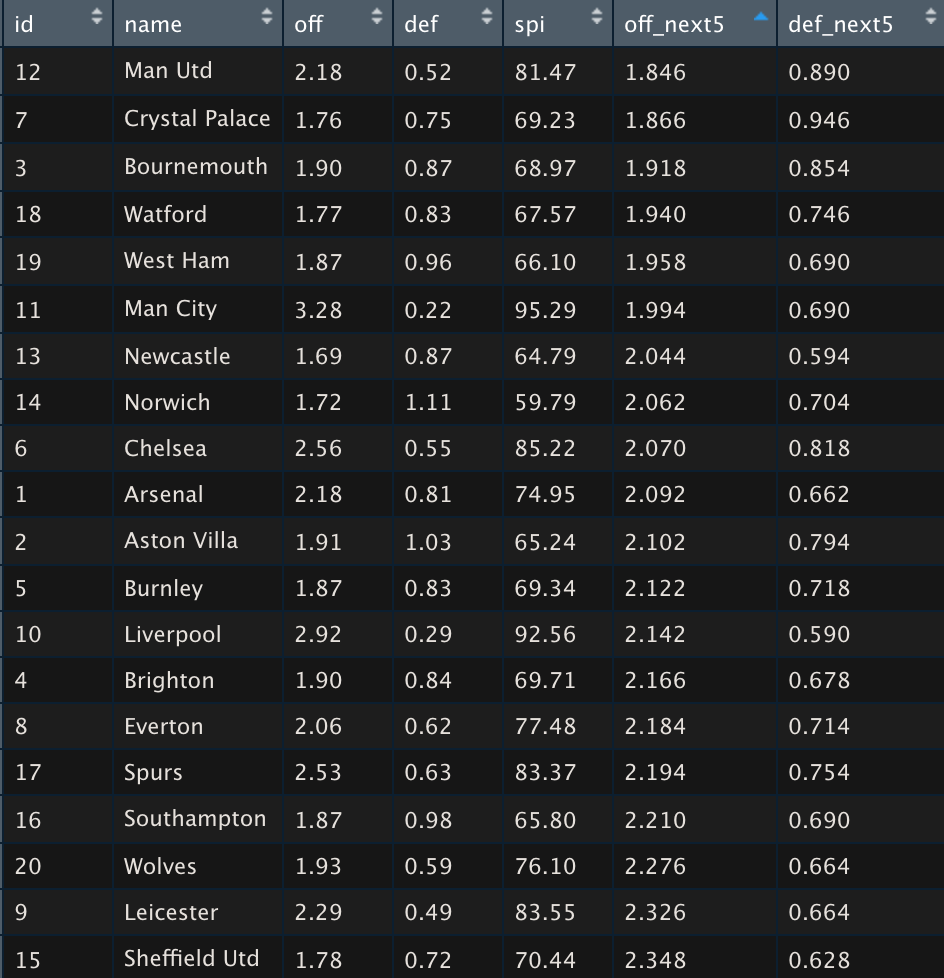 id name off def spi off_next5 def_next5
12 Man Utd 2.18 0.52 81.47 1.846 0.890
7 Crystal Palace 1.76 0.75 69.23 1.866 0.946
3 Bournemouth 1.90 0.87 68.97 1.918 0.854
18 Watford 1.77 0.83 67.57 1.940 0.746
19 West Ham 1.87 0.96 66.10 1.958 0.690
11 Man City 3.28 0.22 95.29 1.994 0.690
13 Newcastle 1.69 0.87 64.79 2.044 0.594
14 Norwich 1.72 1.11 59.79 2.062 0.704
6 Chelsea 2.56 0.55 85.22 2.070 0.818
1 Arsenal 2.18 0.81 74.95 2.092 0.662
2 Aston Villa 1.91 1.03 65.24 2.102 0.794
5 Burnley 1.87 0.83 69.34 2.122 0.718
10 Liverpool 2.92 0.29 92.56 2.142 0.590
4 Brighton 1.90 0.84 69.71 2.166 0.678
8 Everton 2.06 0.62 77.48 2.184 0.714
17 Spurs 2.53 0.63 83.37 2.194 0.754
16 Southampton 1.87 0.98 65.80 2.210 0.690
20 Wolves 1.93 0.59 76.10 2.276 0.664
9 Leicester 2.29 0.49 83.55 2.326 0.664
15 Sheffield Utd 1.78 0.72 70.44 2.348 0.628